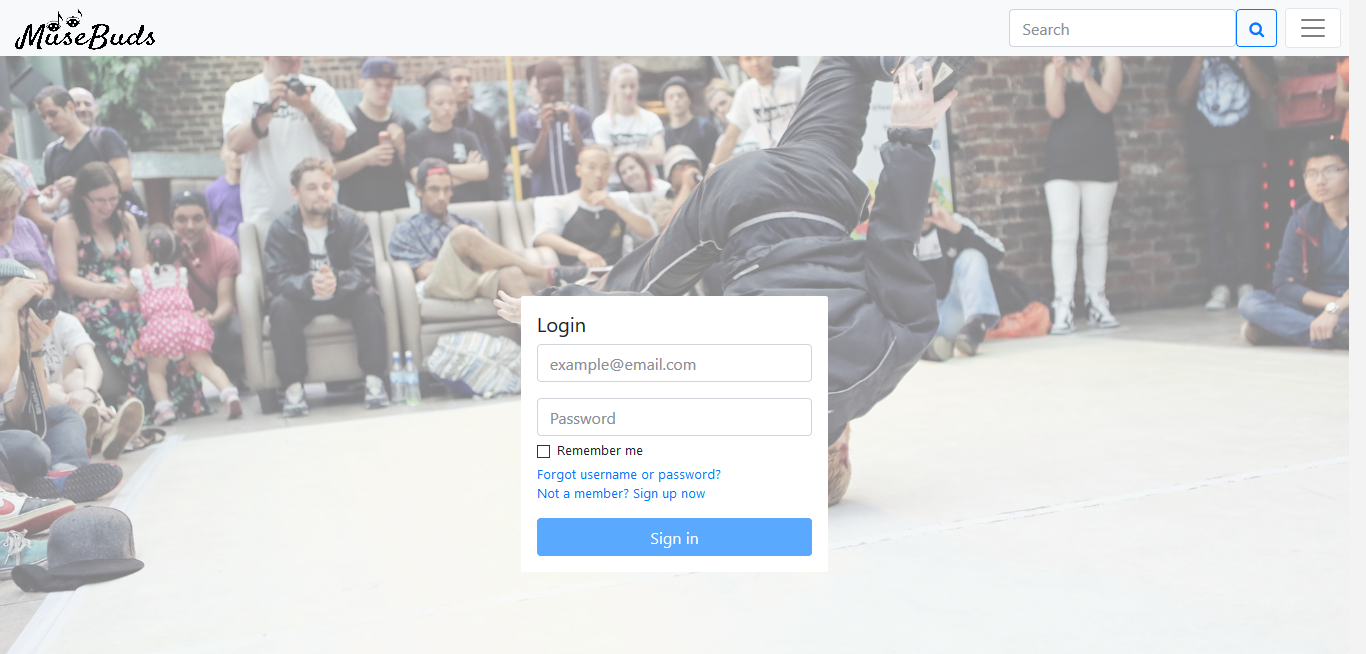 MuseBuds
Search
Login
example@email.com
Password
Remember me
Forgot username or password?
Not a member? Sign up now
Sign in